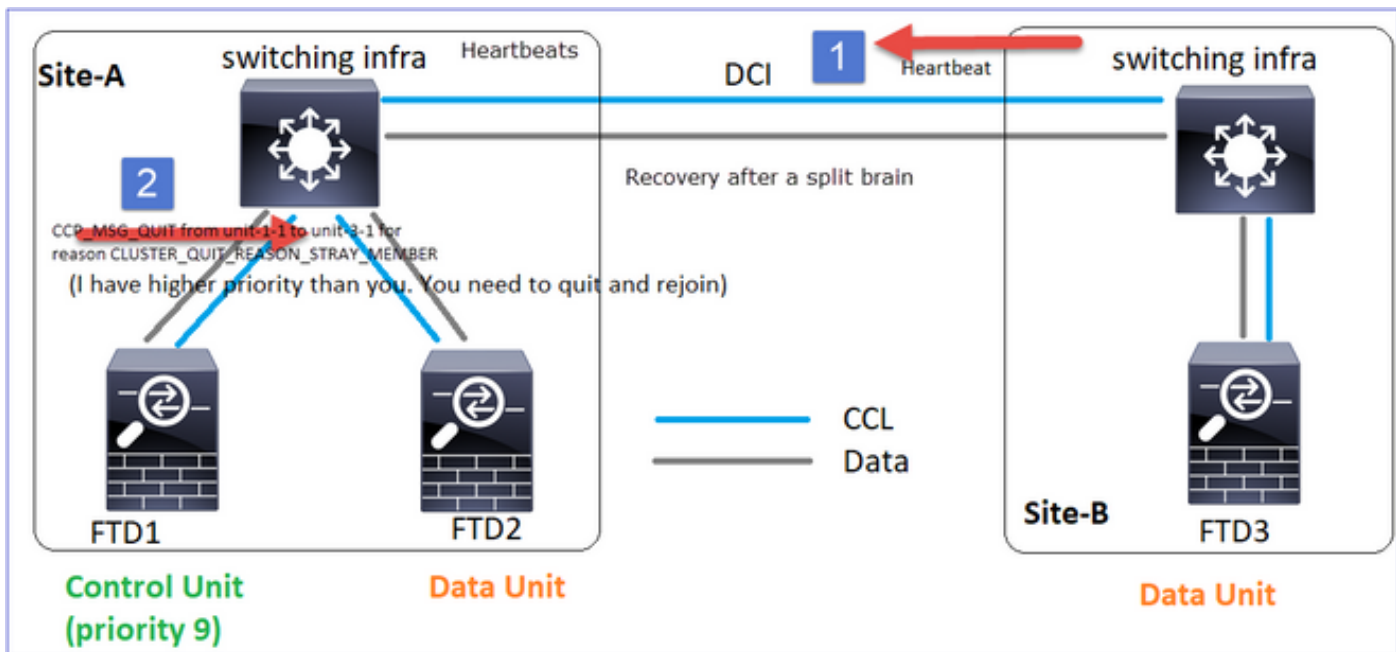 Site-A
switching infra
Heartbeats
DCI
1
Heartbeat
switching infra
2
Recovery after a split brain
CCP_MSG_QUIT from unit-1-1 to unit-3-1 for
reason CLUSTER_QUIT_REASON_STRAY_MEMBER
(I have higher priority than you. You need to quit and rejoin)
CCL
Data
FTD1
FTD2
Site-B
FTD3
Control Unit
(priority 9)
Data Unit
Data Unit